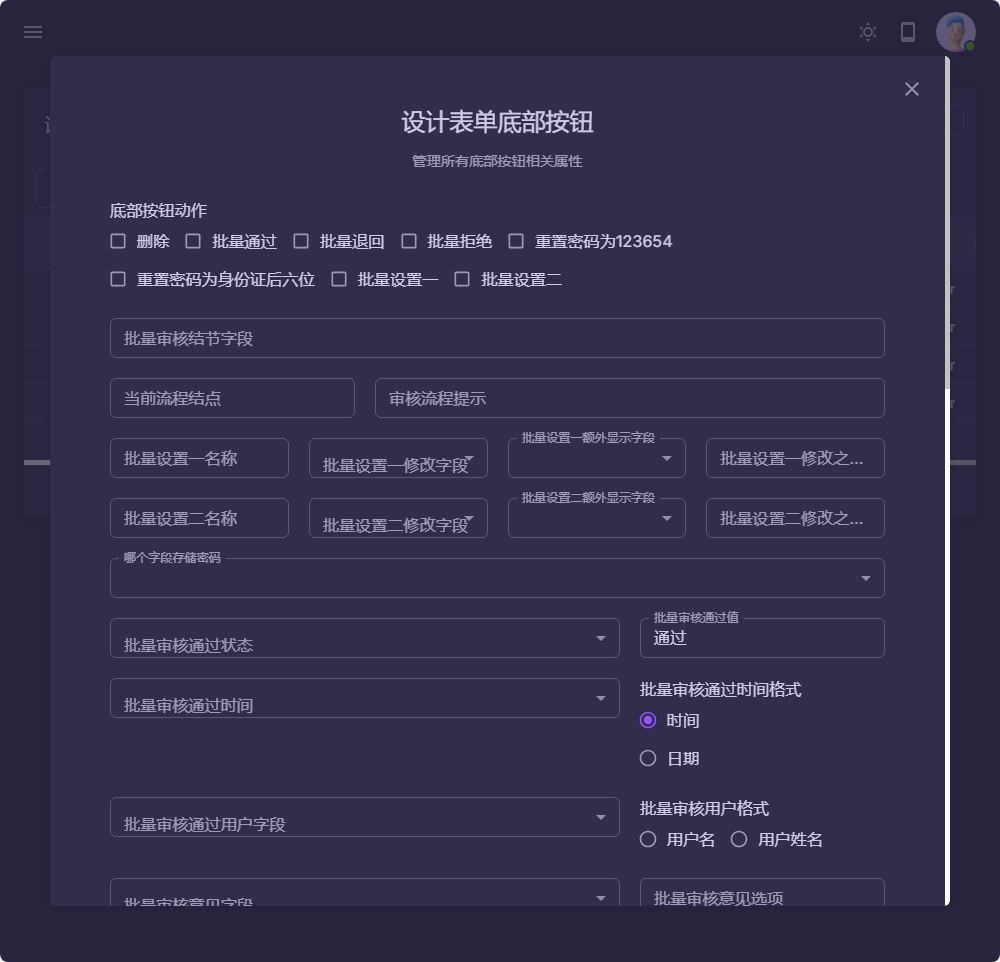 设计表单底部按钮
管理所有底部按钮相关属性
底部按钮动作
删除 批量通过 批量退回 批量拒绝 重置密码为123654
重置密码为身份证后六位 批量设置一 批量设置二
批量审核结节字段
当前流程结点 审核流程提示
批量设置一额外显示字段
批量设置一名称 批量设置一修改字段 批量设置一修改之...
批量设置二额外显示字段
批量设置二名称 批量设置二修改字段 批量设置二修改之...
哪个字段存储密码
批量审核通过值
批量审核通过状态 通过
批量审核通过时间 批量审核通过时间格式
时间
日期
批量审核通过用户字段 批量审核用户格式
用户名 用户姓名
批量审核意见字段 批量审核意见选项